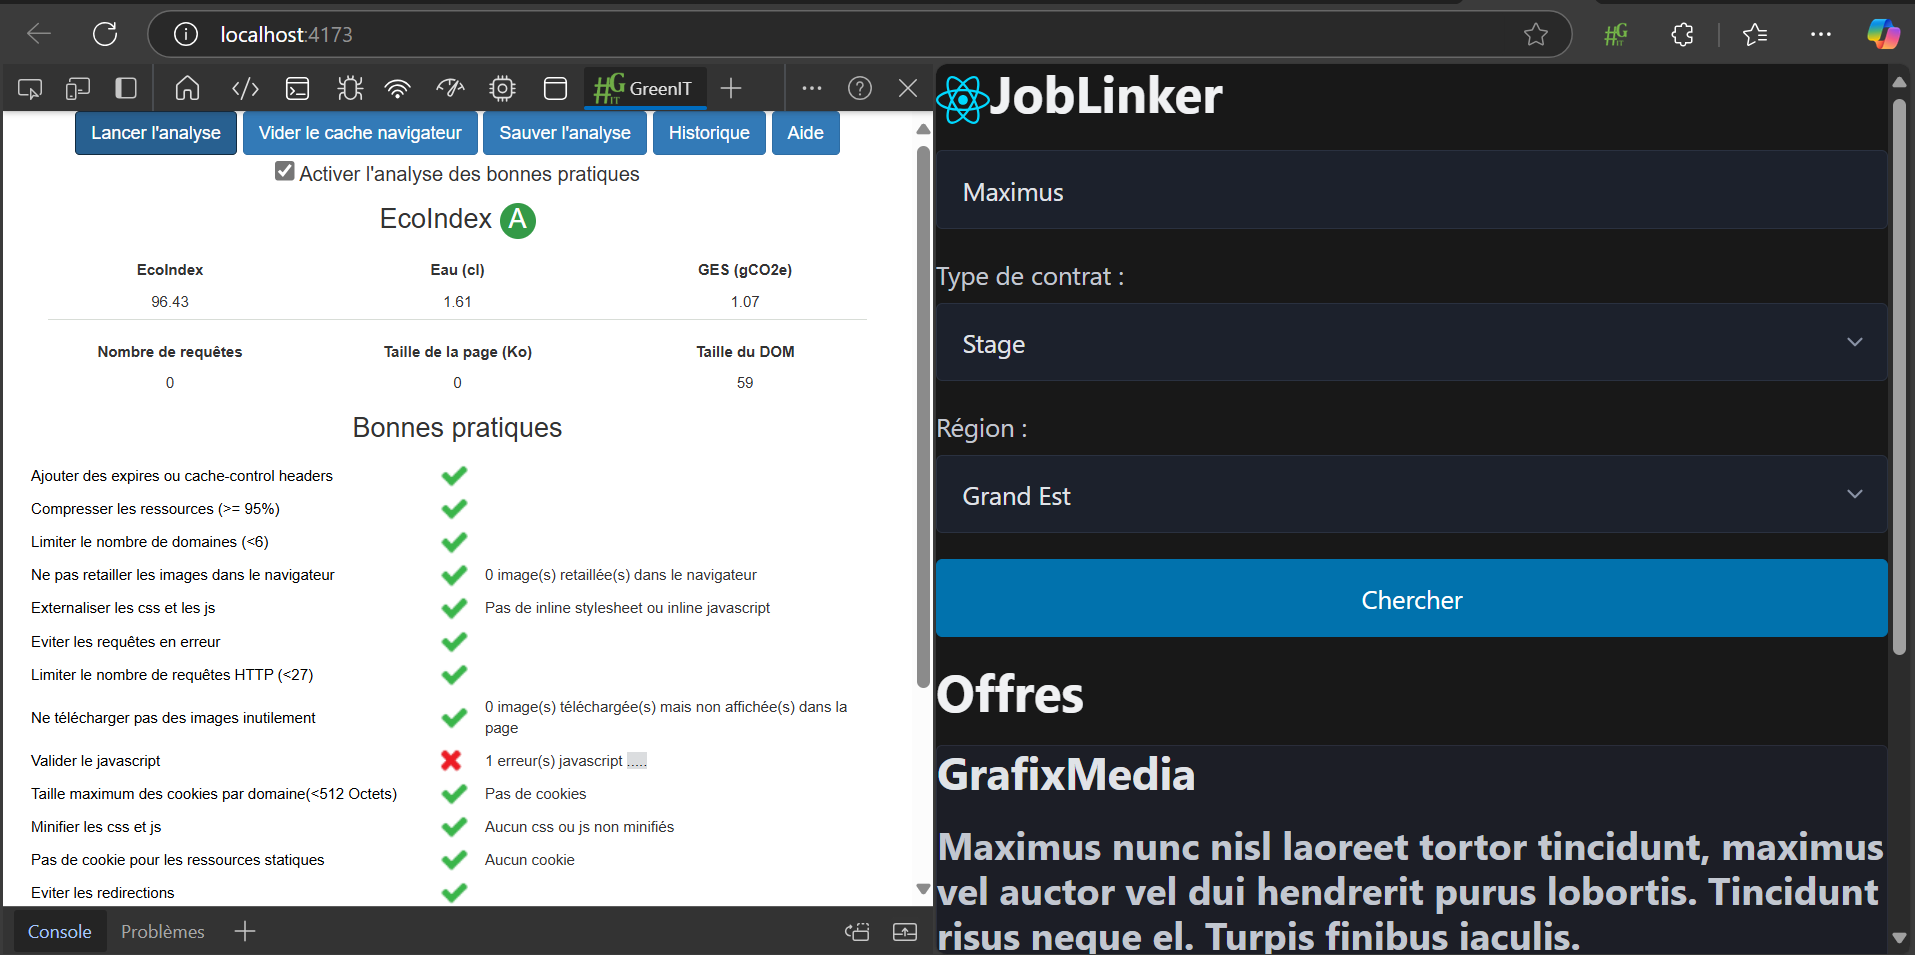 localhost:4173
#G IT
#G IT GreenIT
Lancer l'analyse Vider le cache navigateur Sauver l'analyse Historique Aide
Activer l'analyse des bonnes pratiques
EcoIndex A
EcoIndex Eau (cl) GES (gCO2e)
96.43 1.61 1.07
Nombre de requêtes Taille de la page (Ko) Taille du DOM
0 0 59
Bonnes pratiques
Ajouter des expires ou cache-control headers
Compresser les ressources (>= 95%)
Limiter le nombre de domaines (<6)
Ne pas retailler les images dans le navigateur 0 image(s) retaillée(s) dans le navigateur
Externaliser les css et les js Pas de inline stylesheet ou inline javascript
Eviter les requêtes en erreur
Limiter le nombre de requêtes HTTP (<27)
Ne télécharger pas des images inutilement 0 image(s) téléchargée(s) mais non affichée(s) dans la
page
Valider le javascript 1 erreur(s) javascript .....
Taille maximum des cookies par domaine(<512 Octets) Pas de cookies
Minifier les css et js Aucun css ou js non minifiés
Pas de cookie pour les ressources statiques Aucun cookie
Eviter les redirections
Console Problèmes
JobLinker
Maximus
Type de contrat :
Stage
Région :
Grand Est
Chercher
Offres
GrafixMedia
Maximus nunc nisl laoreet tortor tincidunt, maximus
vel auctor vel dui hendrerit purus lobortis. Tincidunt
risus neque el. Turpis finibus iaculis.